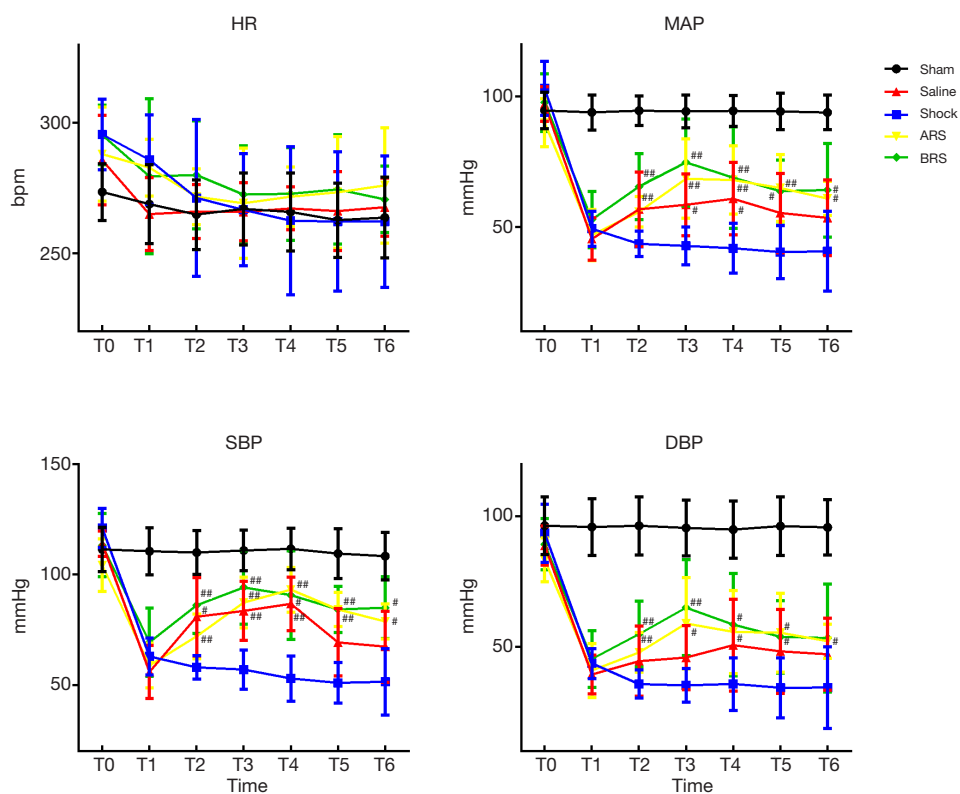 HR
bpm
300
250
T0 T1 T2 T3 T4 T5 T6
MAP
mmHg
100
50
## ## ## ## ## ## # ## ## # # ## # # #
T0 T1 T2 T3 T4 T5 T6
Sham
Saline
Shock
ARS
BRS
SBP
mmHg
150
100
50
## # ## ## ## ## ## ## ## ## # #
T0 T1 T2 T3 T4 T5 T6
Time
DBP
mmHg
100
50
## ## ## # # # # #
T0 T1 T2 T3 T4 T5 T6
Time